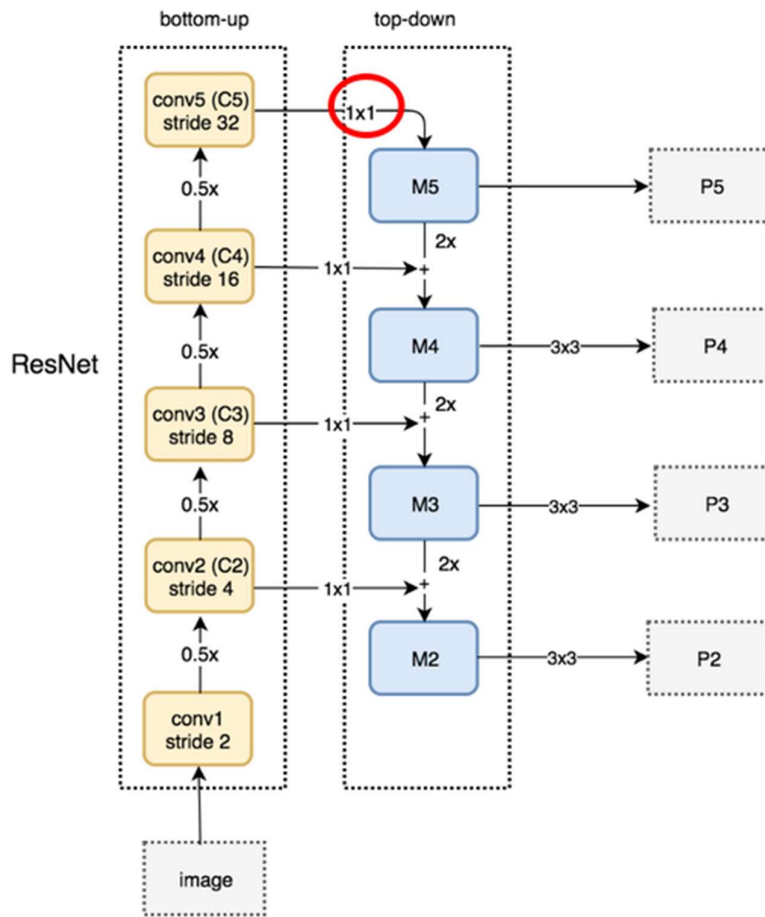 bottom-up
top-down
conv5 (C5)
stride 32
1x1
M5
P5
0.5x
2x
conv4 (C4)
stride 16
1x1
+
M4
3x3
P4
ResNet
0.5x
2x
conv3 (C3)
stride 8
1x1
+
M3
3x3
P3
0.5x
2x
conv2 (C2)
stride 4
1x1
+
M2
3x3
P2
0.5x
conv1
stride 2
image